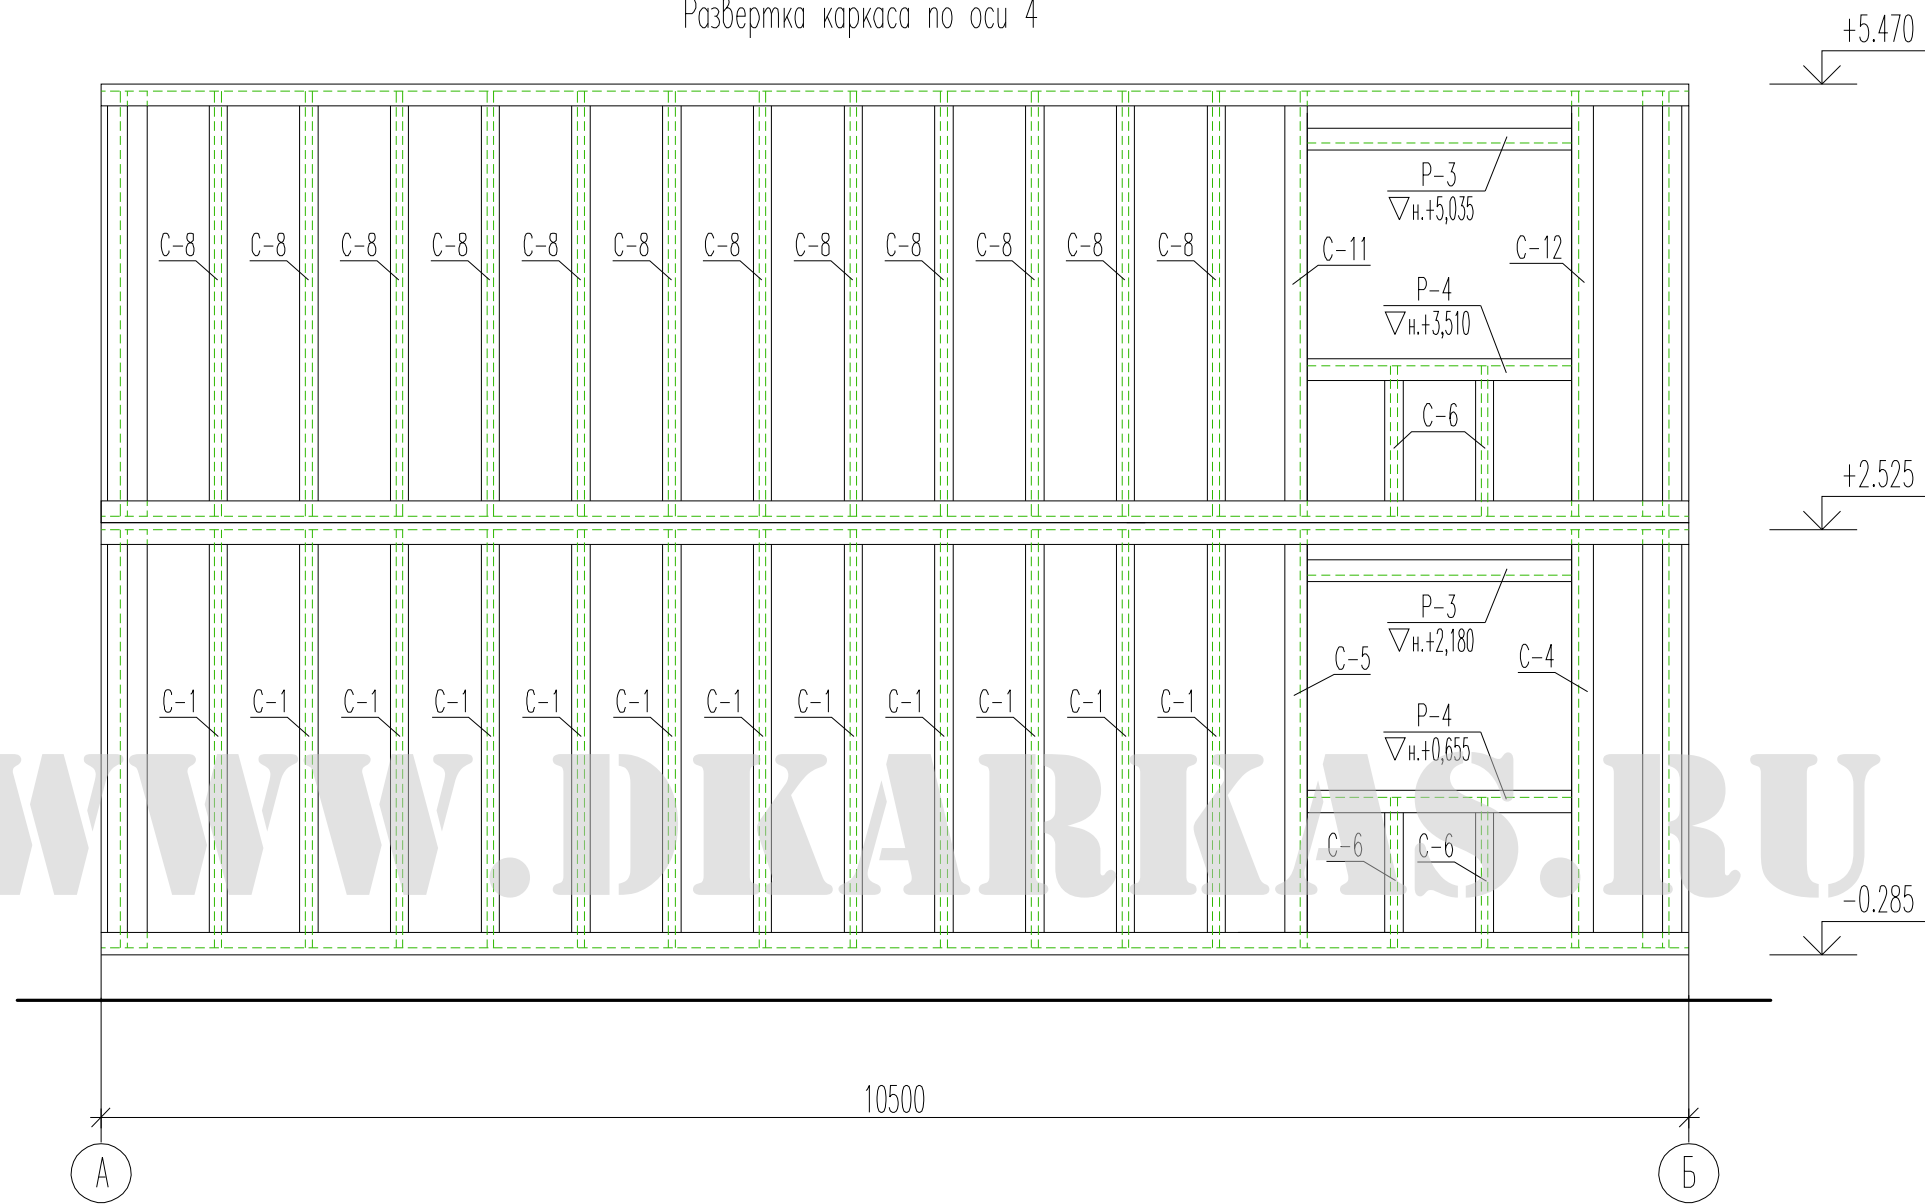 Развертка каркаса по оси 4
+5.470
Р-3
н.+5,035
С-8 С-8 С-8 С-8 С-8 С-8 С-8 С-8 С-8 С-8 С-8 С-8 С-11 С-12
Р-4
н.+3,510
С-6
+2.525
Р-3
н.+2,180
С-5 С-4
С-1 С-1 С-1 С-1 С-1 С-1 С-1 С-1 С-1 С-1 С-1 С-1
Р-4
н.+0,655
WWW.DKARKAS.RU
С-6 С-6
-0.285
10500
А Б